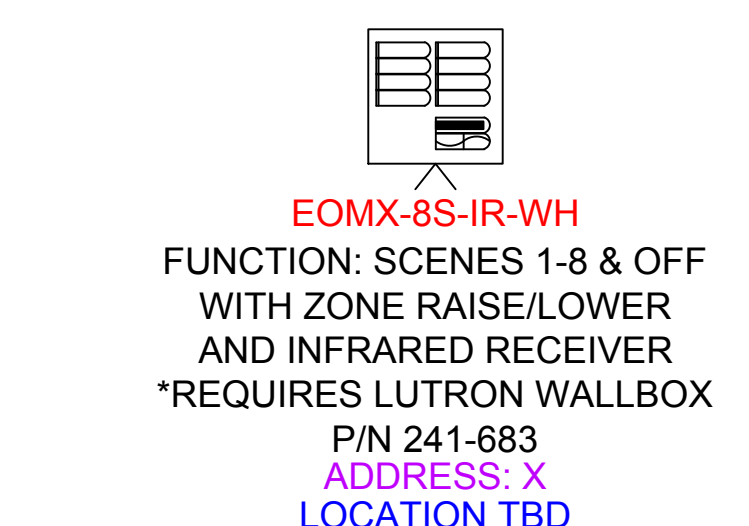 EOMX-8S-IR-WH
FUNCTION: SCENES 1-8 & OFF
WITH ZONE RAISE/LOWER
AND INFRARED RECEIVER
*REQUIRES LUTRON WALLBOX
P/N 241-683
ADDRESS: X
LOCATION TBD